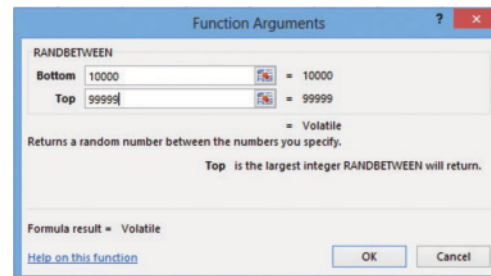 Function Arguments ? ×
RANDBETWEEN
Bottom 10000 = 10000
Top 99999 = 99999
= Volatile
Returns a random number between the numbers you specify.
Top is the largest integer RANDBETWEEN will return.
Formula result = Volatile
Help on this function OK Cancel